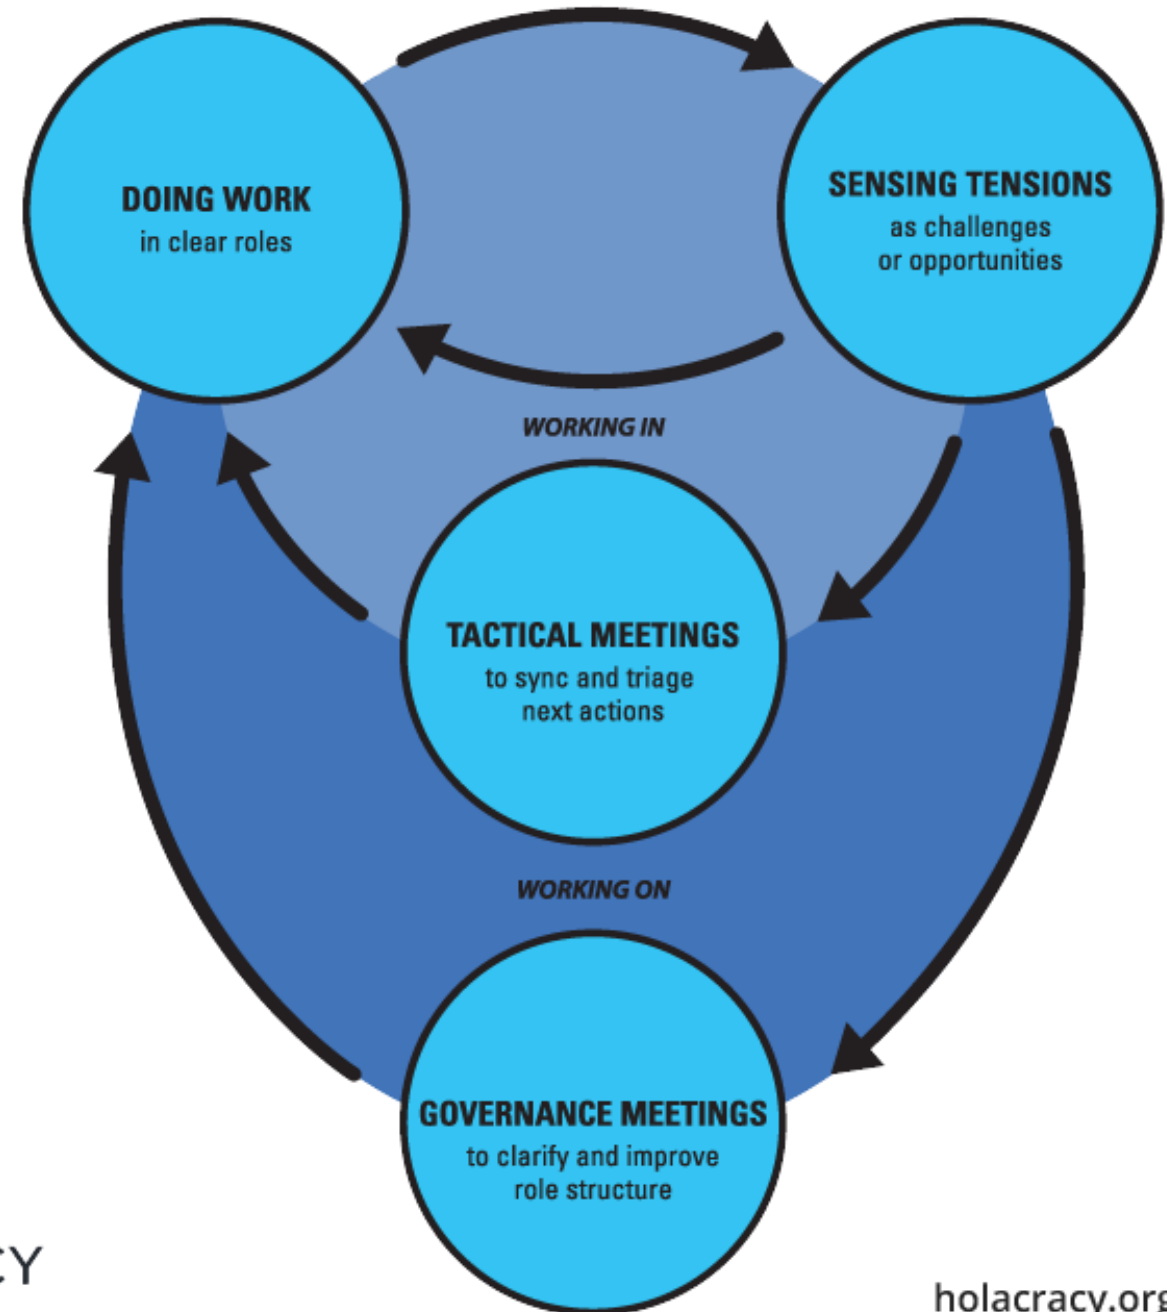 DOING WORK
in clear roles
SENSING TENSIONS
as challenges
or opportunities
WORKING IN
TACTICAL MEETINGS
to sync and triage
next actions
WORKING ON
GOVERNANCE MEETINGS
to clarify and improve
role structure
CY
holacracy.org